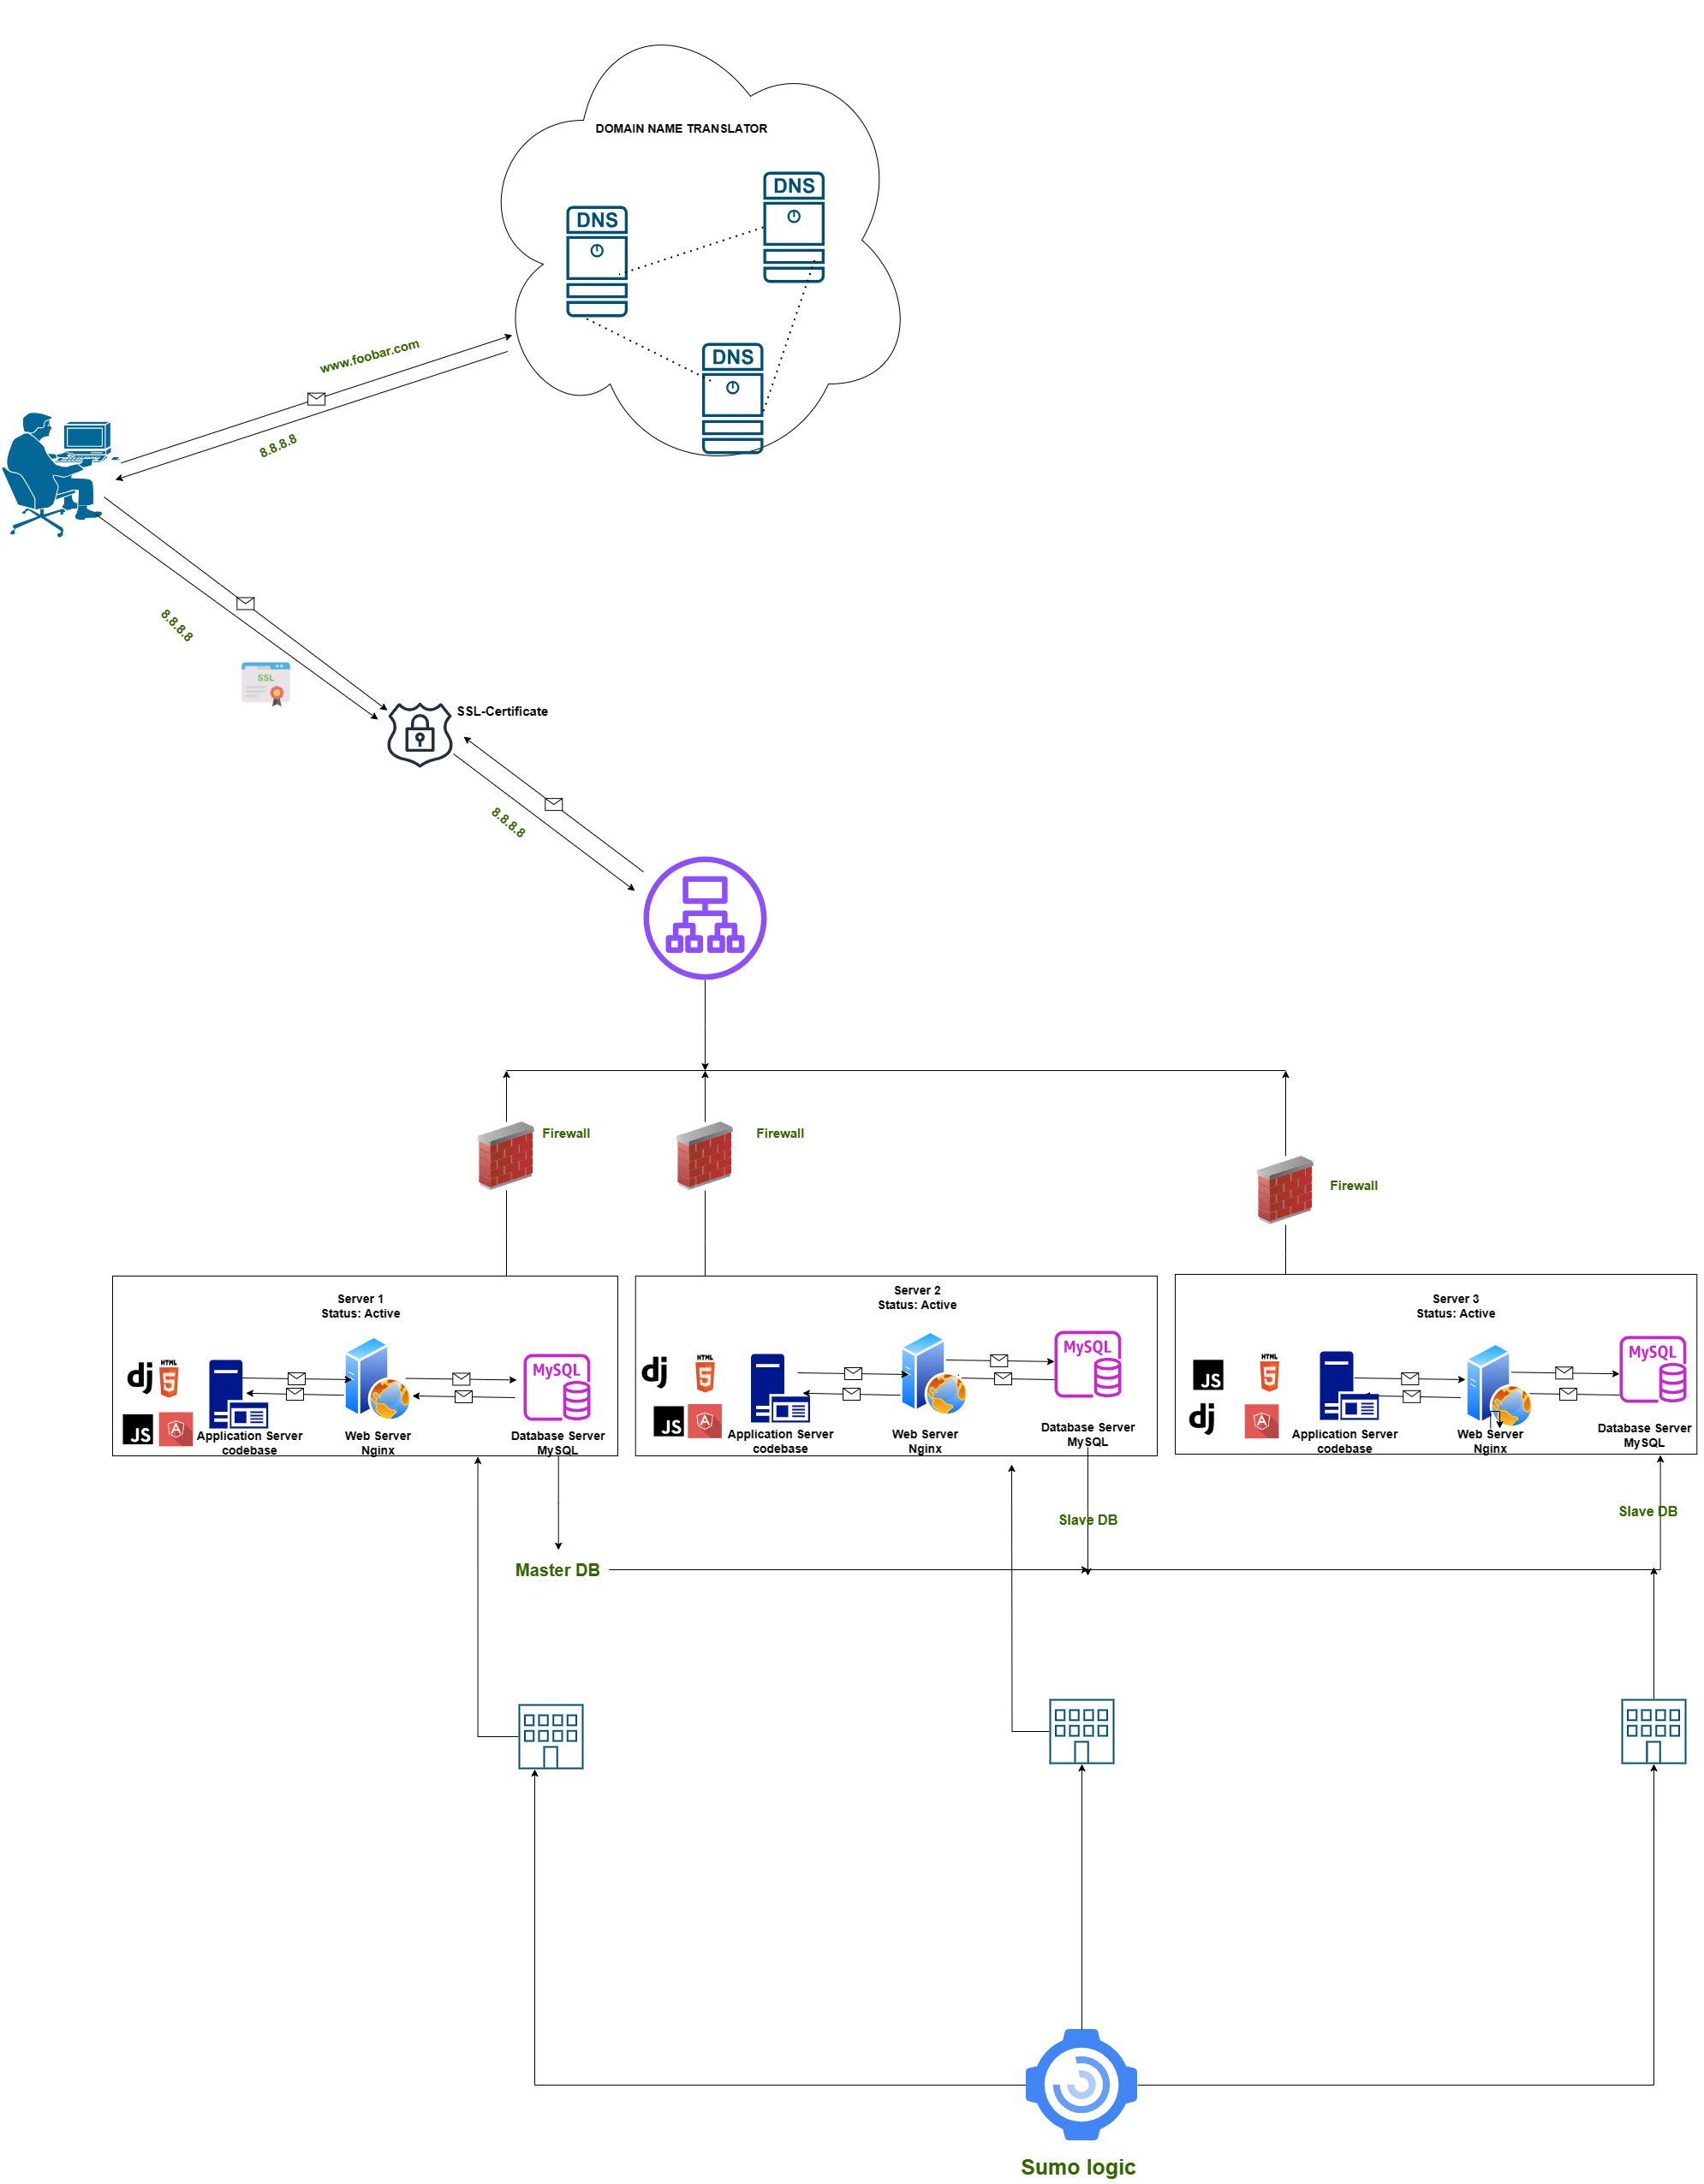 DOMAIN NAME TRANSLATOR
DNS
DNS
DNS
www.foobar.com
8.8.8.8
8.8.8.8
SSL
SSL-Certificate
8.8.8.8
Firewall
Firewall
Firewall
Server 1
Status: Active
dj
HTML
5
JS
A
Application Server
codebase
Web Server
Nginx
MySQL
Database Server
MySQL
Server 2
Status: Active
dj
HTML
5
JS
A
Application Server
codebase
Web Server
Nginx
MySQL
Database Server
MySQL
Server 3
Status: Active
JS
HTML
5
dj
A
Application Server
codebase
Web Server
Nginx
MySQL
Database Server
MySQL
Slave DB
Slave DB
Master DB
Sumo logic